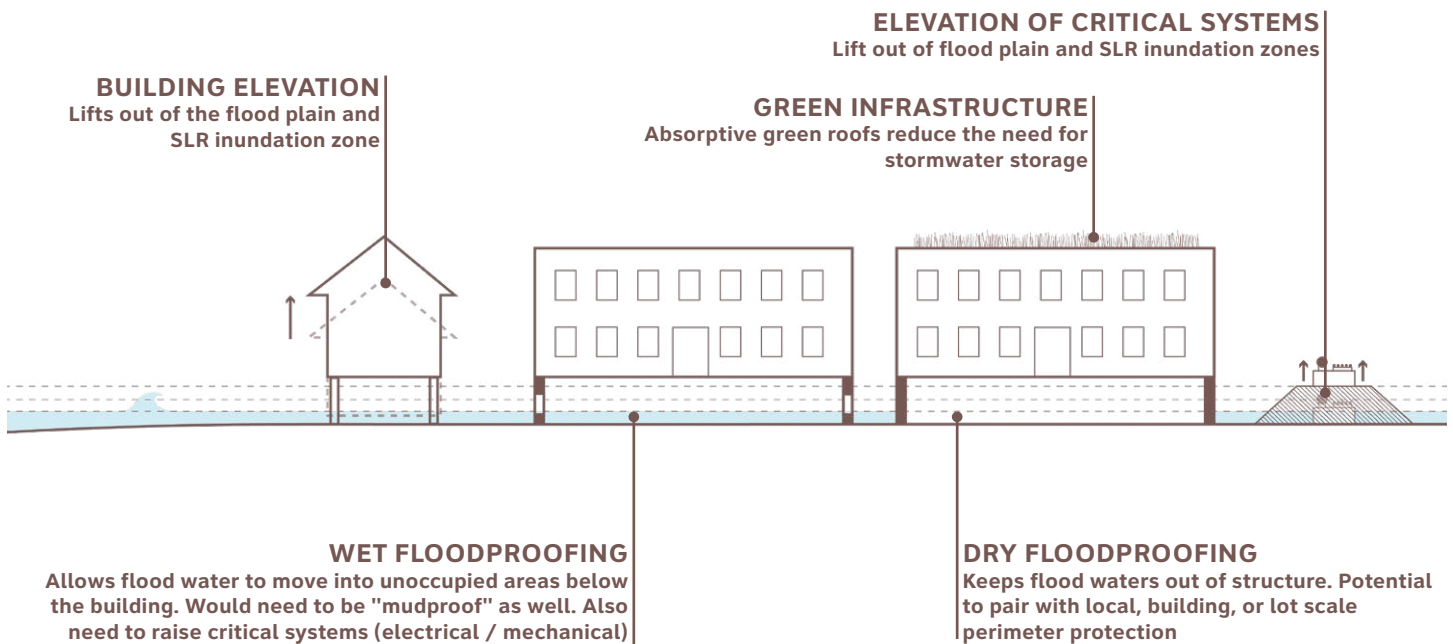 ELEVATION OF CRITICAL SYSTEMS
Lift out of flood plain and SLR inundation zones
BUILDING ELEVATION
Lifts out of the flood plain and
SLR inundation zone
GREEN INFRASTRUCTURE
Absorptive green roofs reduce the need for
stormwater storage
WET FLOODPROOFING
Allows flood water to move into unoccupied areas below
the building. Would need to be "mudproof" as well. Also
need to raise critical systems (electrical / mechanical)
DRY FLOODPROOFING
Keeps flood waters out of structure. Potential
to pair with local, building, or lot scale
perimeter protection